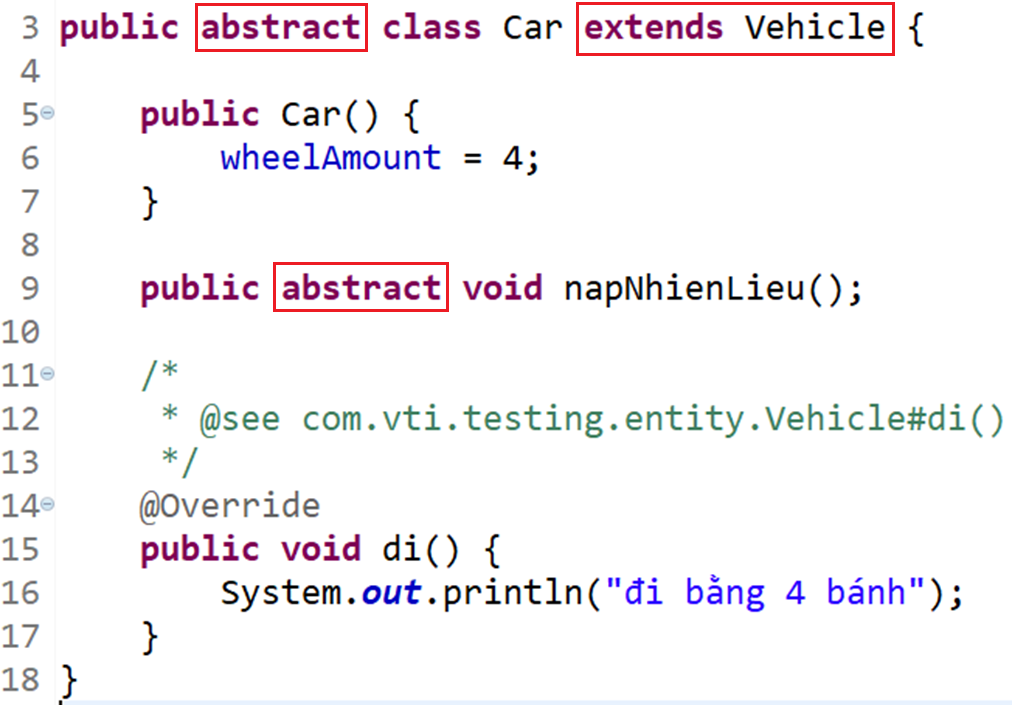 3 public abstract class Car extends Vehicle {
4
5 public Car() {
6 wheelAmount = 4;
7 }
8
9 public abstract void napNhienLieu();
10
11 /*
12 * @see com.vti.testing.entity.Vehicle#di()
13 */
14 @Override
15 public void di() {
16 System.out.println("đi bằng 4 bánh");
17 }
18 }